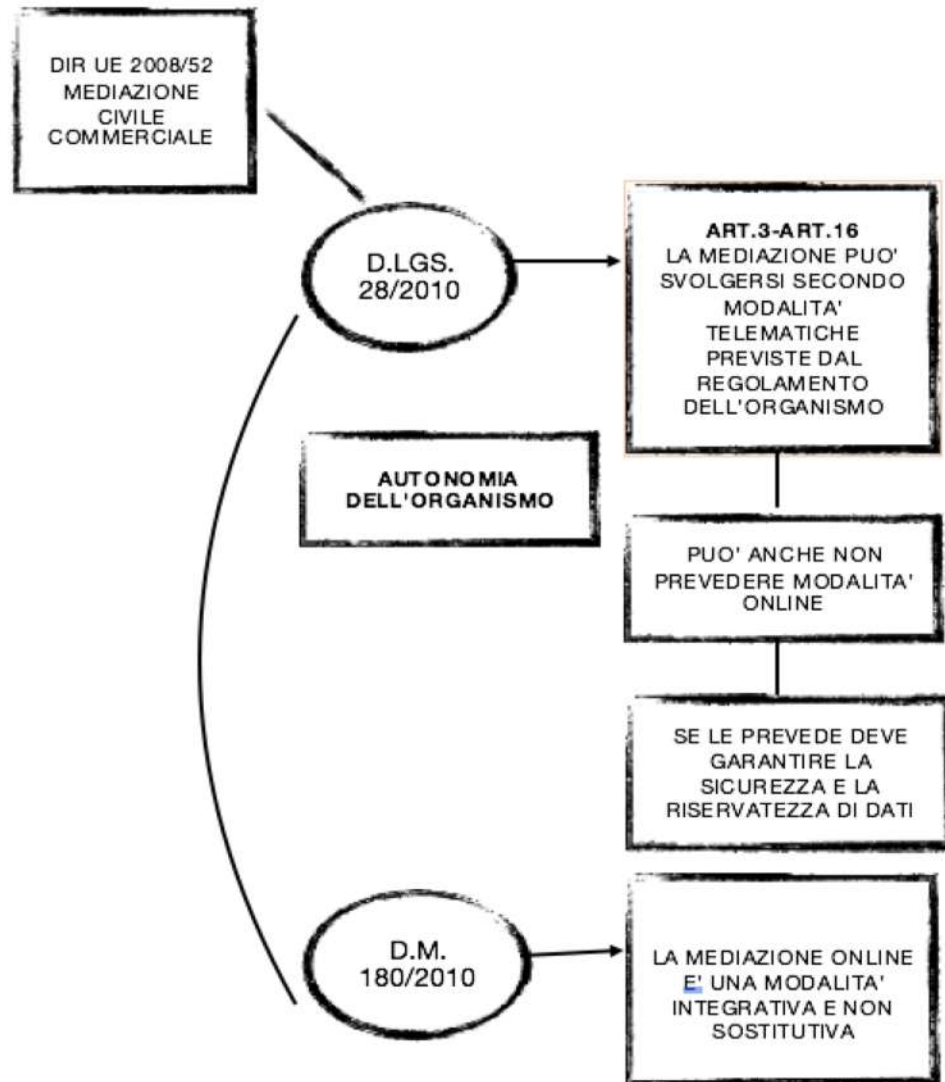 DIR UE 2008/52
MEDIAZIONE
CIVILE
COMMERCIALE
D.LGS.
28/2010
ART.3-ART.16
LA MEDIAZIONE PUO'
SVOLGERSI SECONDO
MODALITA'
TELEMATICHE
PREVISTE DAL
REGOLAMENTO
DELL'ORGANISMO
AUTONOMIA
DELL'ORGANISMO
PUO' ANCHE NON
PREVEDERE MODALITA'
ONLINE
SE LE PREVEDE DEVE
GARANTIRE LA
SICUREZZA E LA
RISERVATEZZA DI DATI
D.M.
180/2010
LA MEDIAZIONE ONLINE
E' UNA MODALITA'
INTEGRATIVA E NON
SOSTITUTIVA